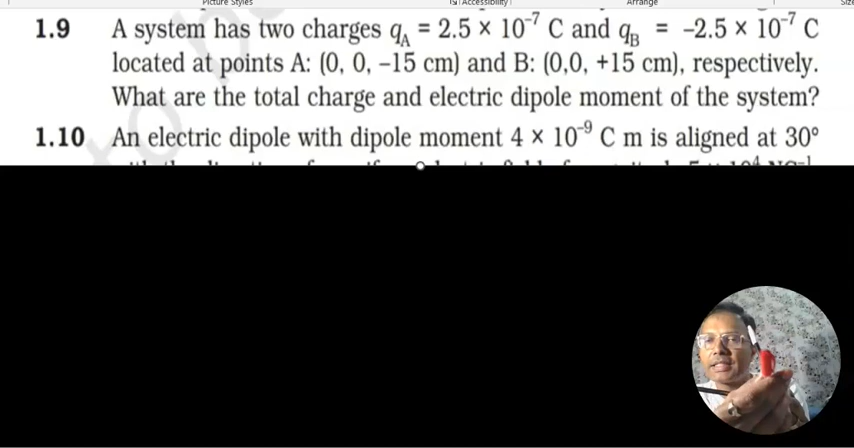 Picture Styles Accessibility Arrange Size
1.9 A system has two charges qA = 2.5 × 10⁻⁷ C and qB = –2.5 × 10⁻⁷ C
located at points A: (0, 0, –15 cm) and B: (0,0, +15 cm), respectively.
What are the total charge and electric dipole moment of the system?
1.10 An electric dipole with dipole moment 4 × 10⁻⁹ C m is aligned at 30°